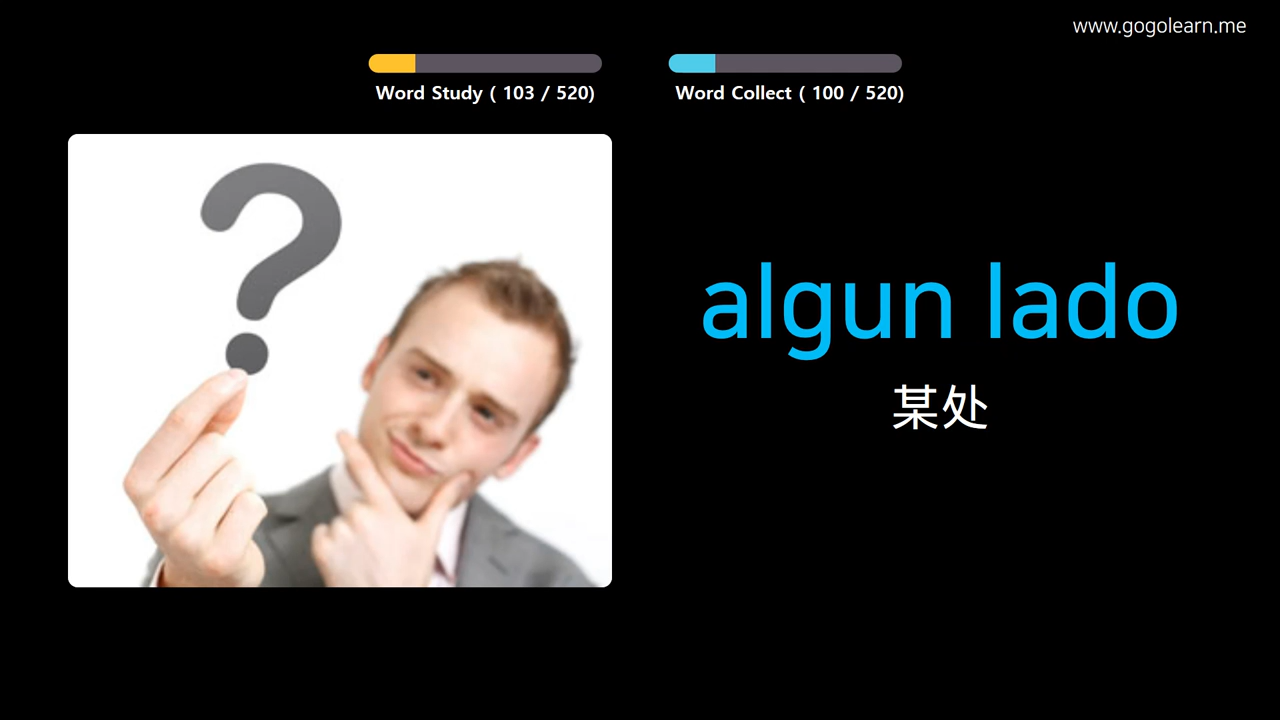 www.gogolearn.me
Word Study ( 103 / 520)
Word Collect ( 100 / 520)
?
algun lado
某处